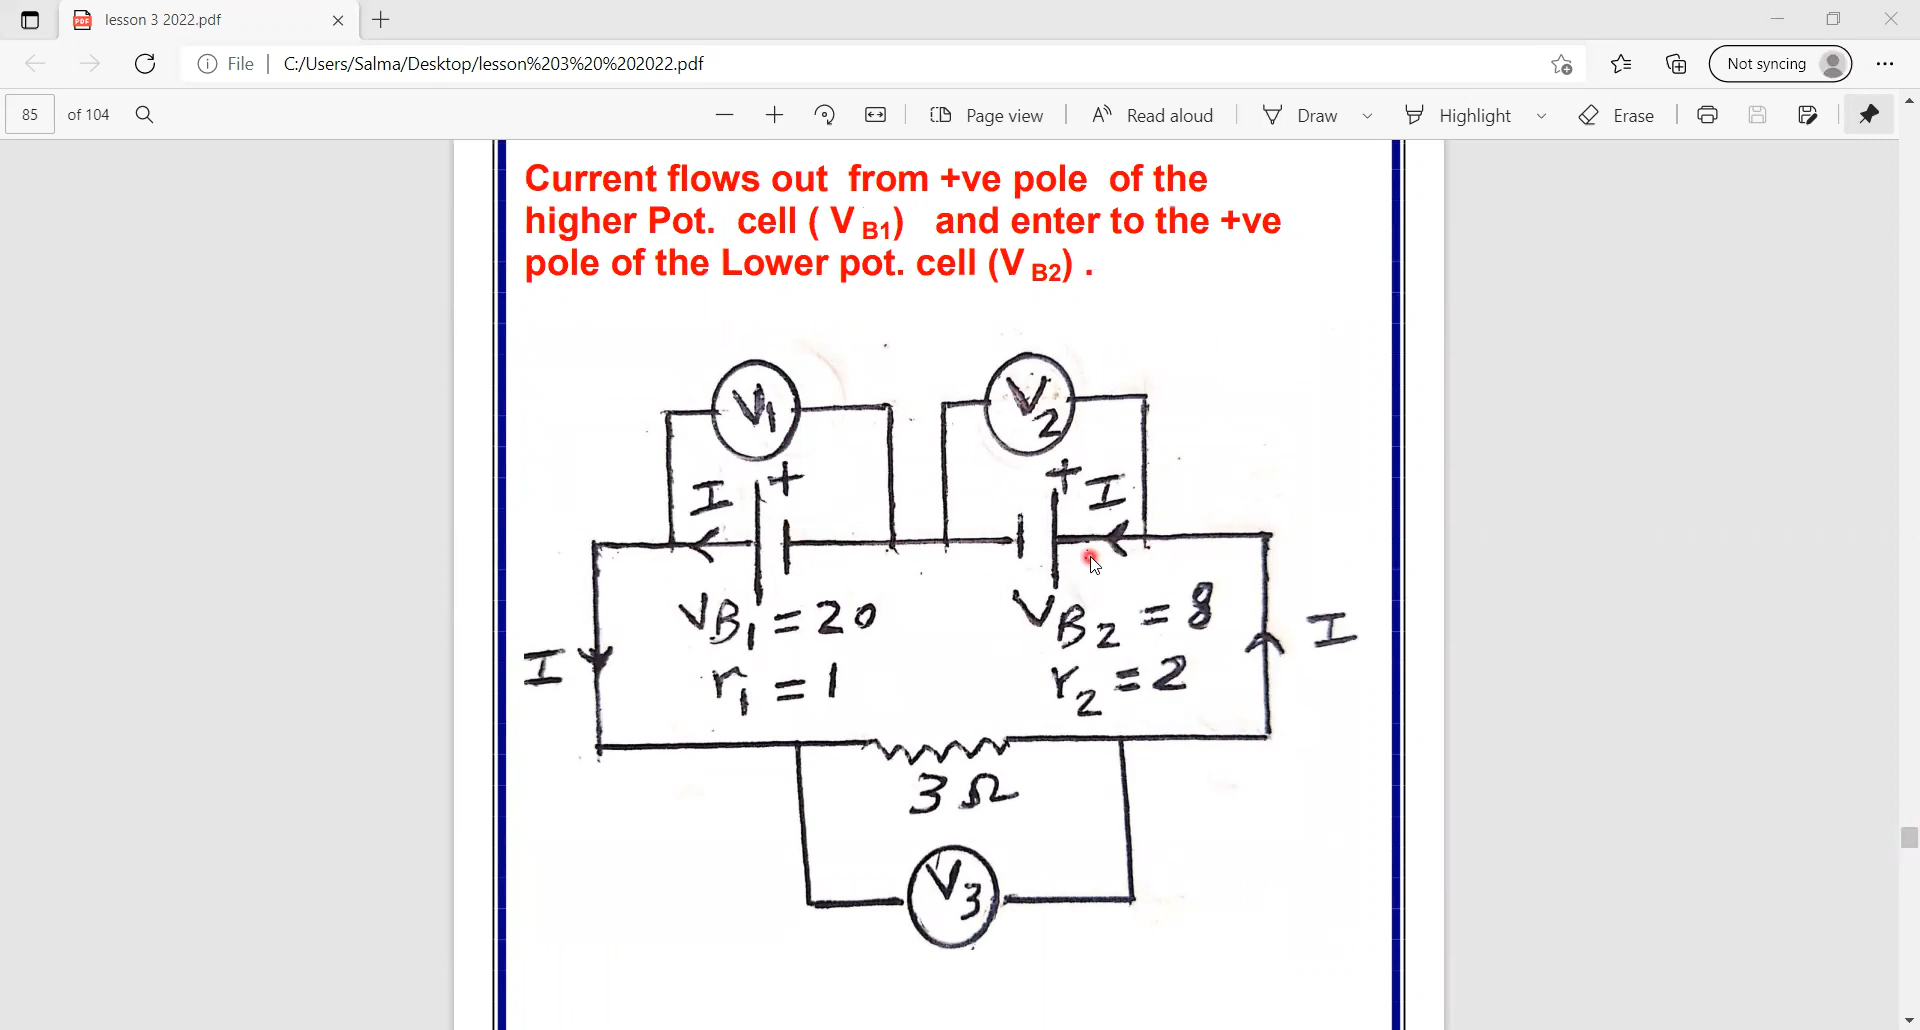 lesson 3 2022.pdf
File
C:/Users/Salma/Desktop/lesson%203%20%202022.pdf
Not syncing
85 of 104
Page view
Read aloud
Draw
Highlight
Erase
Current flows out from +ve pole of the
higher Pot. cell ( V B1) and enter to the +ve
pole of the Lower pot. cell (V B2) .
V1 V2
I + + I
VB1 = 20 VB2 = 8
I I
r1 = 1 r2 = 2
3 Ω
V3